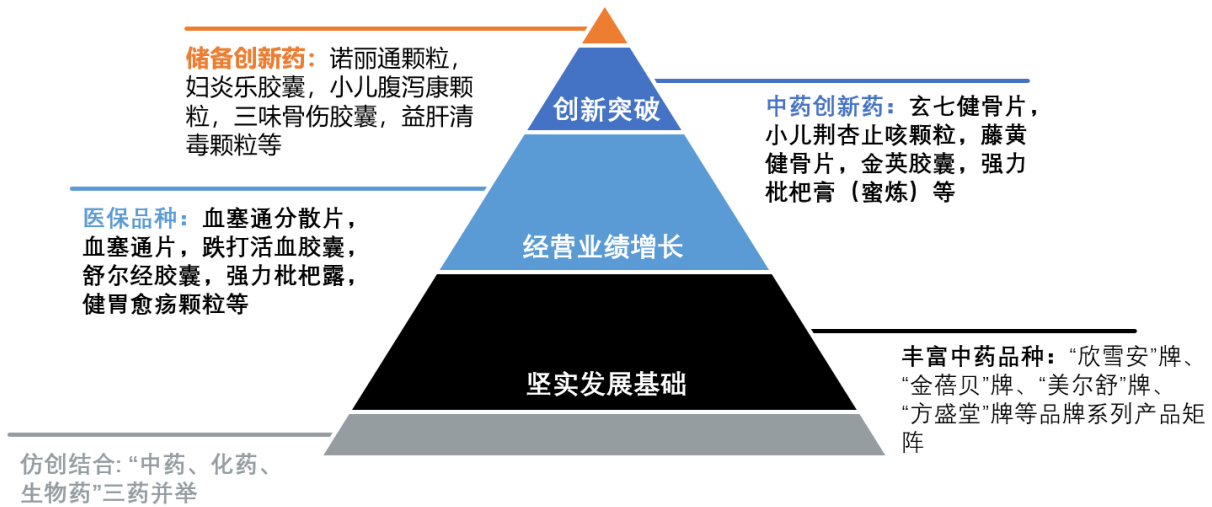 储备创新药：诺丽通颗粒，
妇炎乐胶囊，小儿腹泻康颗
粒，三味骨伤胶囊，益肝清
毒颗粒等
创新突破
中药创新药：玄七健骨片，
小儿荆杏止咳颗粒，藤黄
健骨片，金英胶囊，强力
枇杷膏（蜜炼）等
医保品种：血塞通分散片，
血塞通片，跌打活血胶囊，
舒尔经胶囊，强力枇杷露，
健胃愈疡颗粒等
经营业绩增长
坚实发展基础
丰富中药品种：“欣雪安”牌、
“金蓓贝”牌、“美尔舒”牌、
“方盛堂”牌等品牌系列产品矩
阵
仿创结合: “中药、化药、
生物药”三药并举